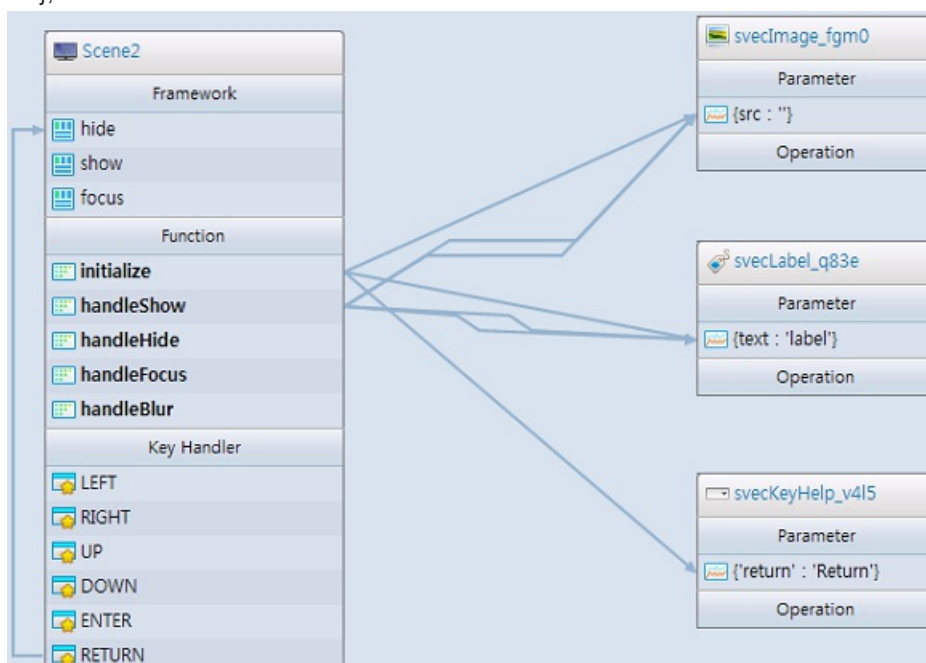 Scene2
Framework
hide
show
focus
Function
initialize
handleShow
handleHide
handleFocus
handleBlur
Key Handler
LEFT
RIGHT
UP
DOWN
ENTER
RETURN
svecImage_fgm0
Parameter
{src : ''}
Operation
svecLabel_q83e
Parameter
{text : 'label'}
Operation
svecKeyHelp_v4l5
Parameter
{'return' : 'Return'}
Operation